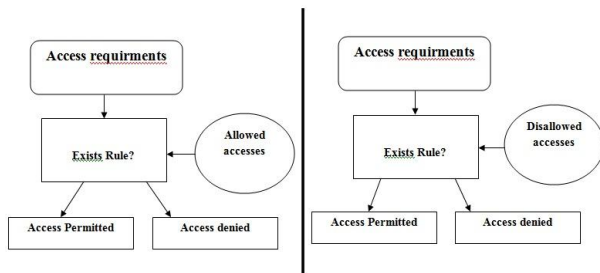 Access requirments
Exists Rule?
Allowed
accesses
Access Permitted
Access denied
Access requirments
Exists Rule?
Disallowed
accesses
Access Permitted
Access denied